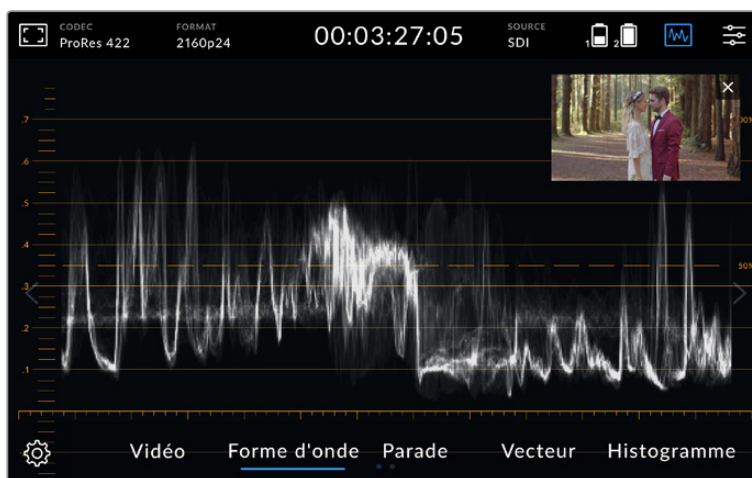 CODEC
ProRes 422
FORMAT
2160p24
00:03:27:05
SOURCE
SDI
1
2
.7
.6
.5
.4
.3
.2
.1
50%
Vidéo
Forme d'onde
Parade
Vecteur
Histogramme